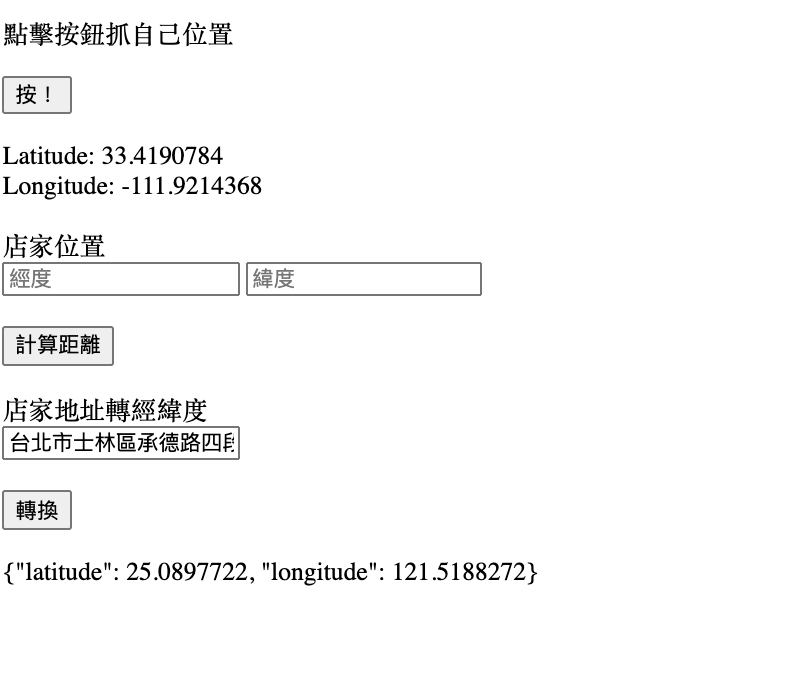 點擊按鈕抓自己位置
按！
Latitude: 33.4190784
Longitude: -111.9214368
店家位置
經度 緯度
計算距離
店家地址轉經緯度
台北市士林區承德路四段
轉換
{"latitude": 25.0897722, "longitude": 121.5188272}